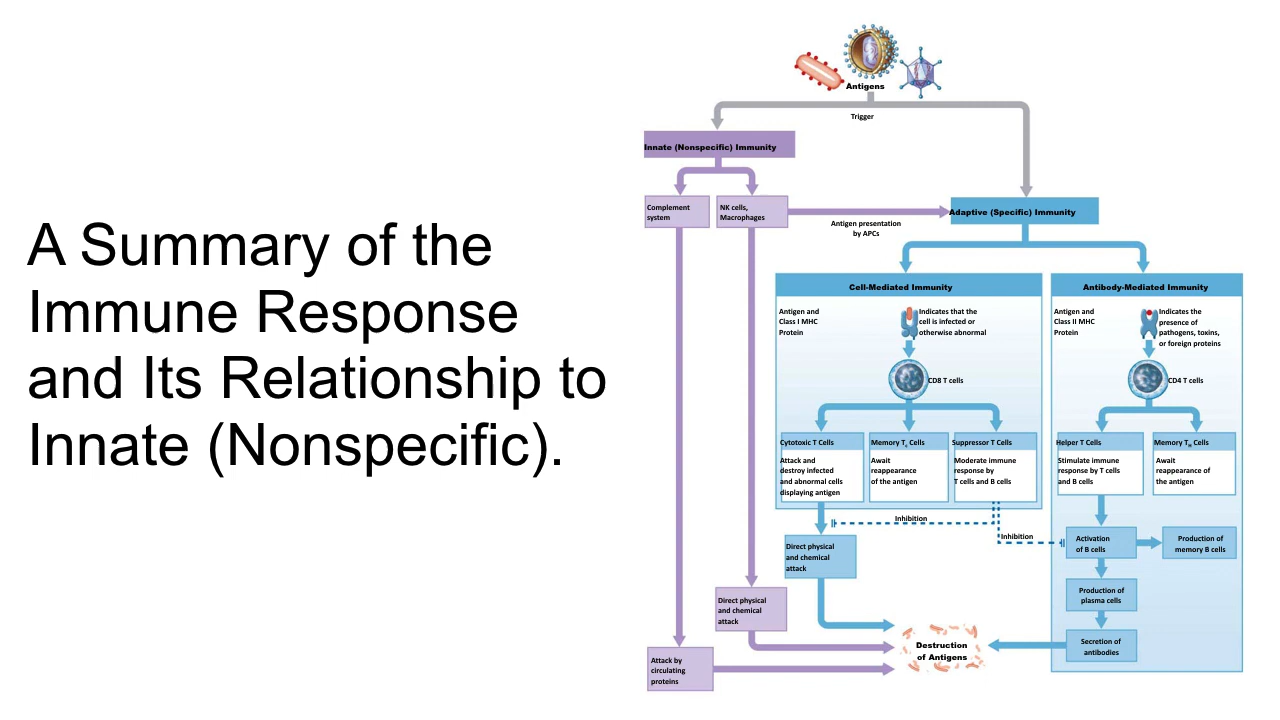 A Summary of the
Immune Response
and Its Relationship to
Innate (Nonspecific).
Antigens
Trigger
Innate (Nonspecific) Immunity
Complement
system
NK cells,
Macrophages
Antigen presentation
by APCs
Adaptive (Specific) Immunity
Cell-Mediated Immunity
Antigen and
Class I MHC
Protein
Indicates that the
cell is infected or
otherwise abnormal
CD8 T cells
Cytotoxic T Cells
Attack and
destroy infected
and abnormal cells
displaying antigen
Memory Tc Cells
Await
reappearance
of the antigen
Suppressor T Cells
Moderate immune
response by
T cells and B cells
Antibody-Mediated Immunity
Antigen and
Class II MHC
Protein
Indicates the
presence of
pathogens, toxins,
or foreign proteins
CD4 T cells
Helper T Cells
Stimulate immune
response by T cells
and B cells
Memory TH Cells
Await
reappearance of
the antigen
Inhibition
Inhibition
Direct physical
and chemical
attack
Activation
of B cells
Production of
memory B cells
Production of
plasma cells
Secretion of
antibodies
Direct physical
and chemical
attack
Attack by
circulating
proteins
Destruction
of Antigens